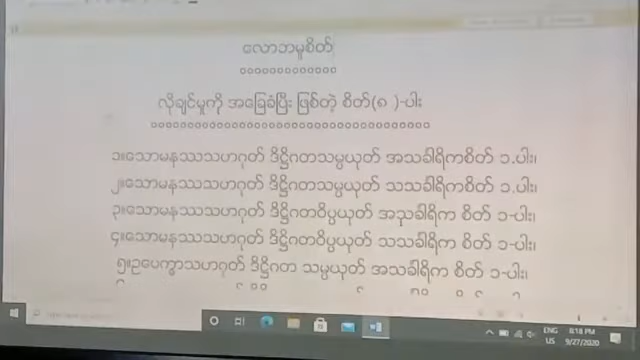 လောဘမူစိတ်
လိုချင်မှုကို အခြေခံပြီး ဖြစ်တဲ့ စိတ်(၈ )-ပါး
၁။သောမနဿသဟဂုတ် ဒိဋ္ဌိဂတသမ္ပယုတ် အသခါရိကစိတ် ၁.ပါး၊
၂။သောမနဿသဟဂုတ် ဒိဋ္ဌိဂတသမ္ပယုတ် သသခါရိကစိတ် ၁.ပါး၊
၃။သောမနဿသဟဂုတ် ဒိဋ္ဌိဂတဝိပ္ပယုတ် အသခါရိက စိတ် ၁-ပါး၊
၄။သောမနဿသဟဂုတ် ဒိဋ္ဌိဂတဝိပ္ပယုတ် သသခါရိက စိတ် ၁-ပါး၊
၅။ဥပေက္ခာသဟဂုတ် ဒိဋ္ဌိဂတ သမ္ပယုတ် အသခါရိက စိတ် ၁-ပါး၊
ENG 8:18 PM
US 9/27/2020